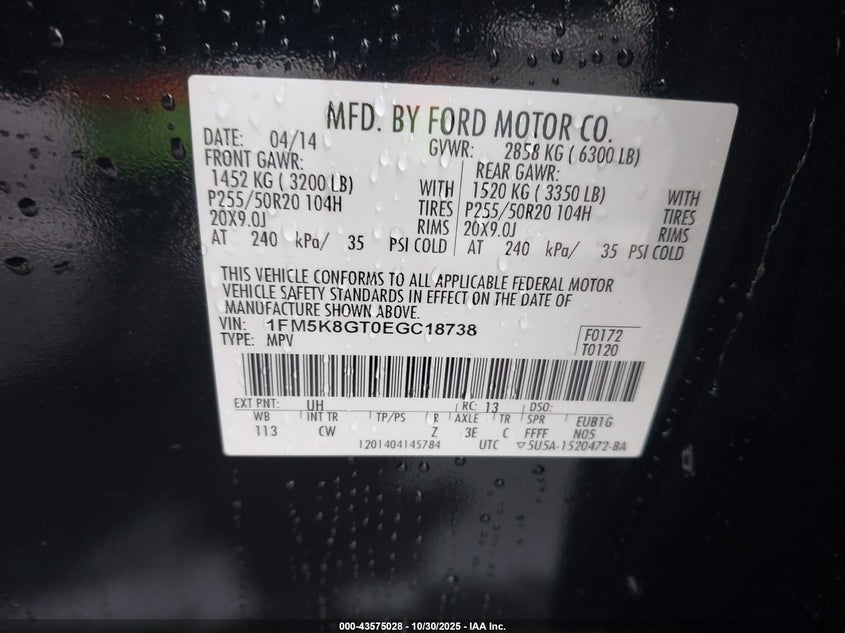 MFD. BY FORD MOTOR CO.
DATE: 04/14 GVWR: 2858 KG ( 6300 LB)
FRONT GAWR: REAR GAWR:
1452 KG ( 3200 LB) WITH 1520 KG ( 3350 LB) WITH
P255/50R20 104H TIRES P255/50R20 104H TIRES
20X9.0J RIMS 20X9.0J RIMS
AT 240 kPa/ 35 PSI COLD AT 240 kPa/ 35 PSI COLD
THIS VEHICLE CONFORMS TO ALL APPLICABLE FEDERAL MOTOR
VEHICLE SAFETY STANDARDS IN EFFECT ON THE DATE OF
MANUFACTURE SHOWN ABOVE.
VIN: 1FM5K8GT0EGC18738
TYPE: MPV
F0172
T0120
EXT PNT: UH RC: 13 DSO:
WB INT TR TP/PS R AXLE TR SPR EUB1G
113 CW Z 3E C FFFF N05
1201404145784 UTC ▽5U5A-1520472-BA
000-43575028 - 10/30/2025 - IAA Inc.